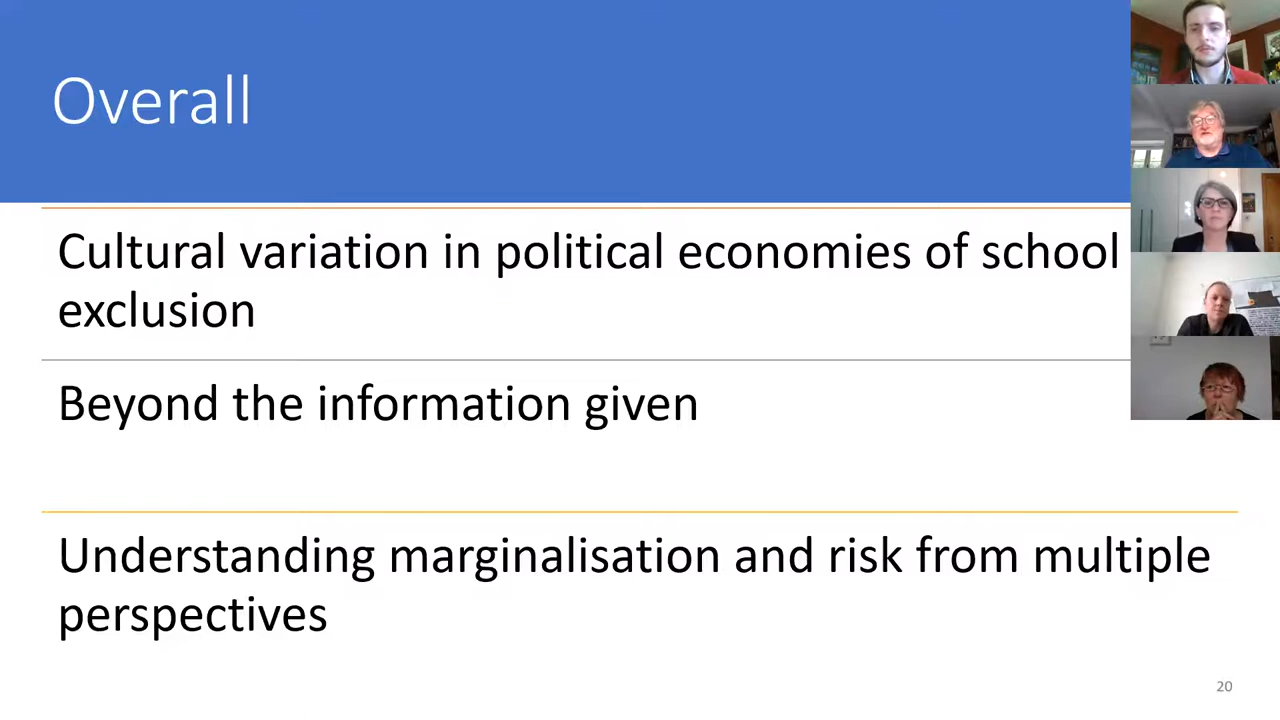 Overall
Cultural variation in political economies of school
exclusion
Beyond the information given
Understanding marginalisation and risk from multiple
perspectives
20